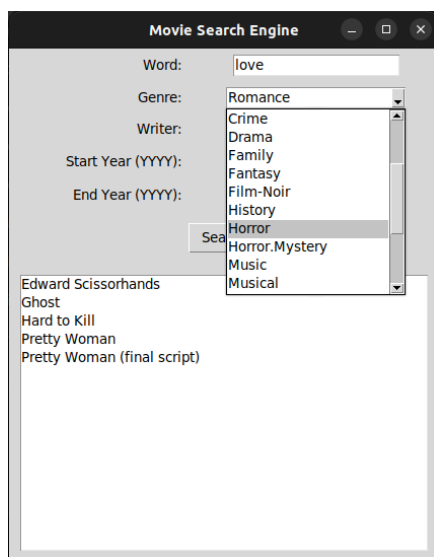 Movie Search Engine
Word: love
Genre: Romance
Crime
Drama
Writer:
Family
Fantasy
Start Year (YYYY):
Film-Noir
History
End Year (YYYY):
Horror
Horror.Mystery
Sea
Music
Musical
Edward Scissorhands
Ghost
Hard to Kill
Pretty Woman
Pretty Woman (final script)